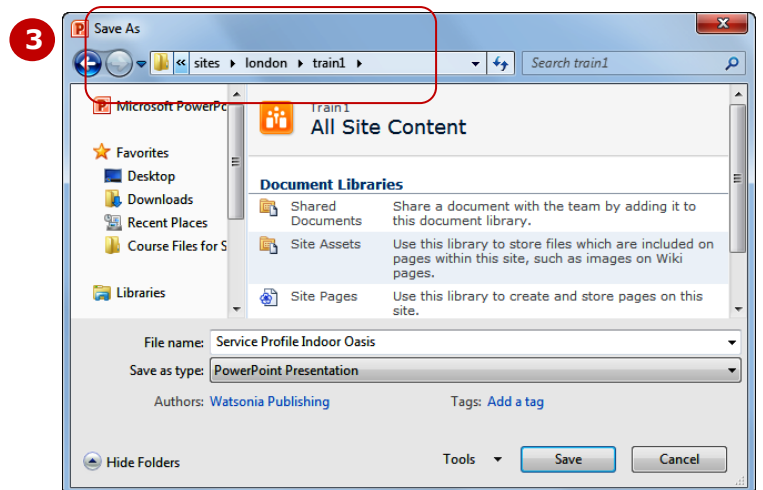 3
Save As
« sites ▸ london ▸ train1 ▸
Search train1
Microsoft PowerPo
Favorites
Desktop
Downloads
Recent Places
Course Files for S
Libraries
Train1
All Site Content
Document Libraries
Shared Documents
Share a document with the team by adding it to
this document library.
Site Assets
Use this library to store files which are included on
pages within this site, such as images on Wiki
pages.
Site Pages
Use this library to create and store pages on this
site.
File name: Service Profile Indoor Oasis
Save as type: PowerPoint Presentation
Authors: Watsonia Publishing Tags: Add a tag
Hide Folders Tools Save Cancel